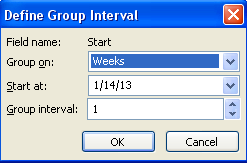 Define Group Interval
Field name: Start
Group on: Weeks
Start at: 1/14/13
Group interval: 1
OK Cancel